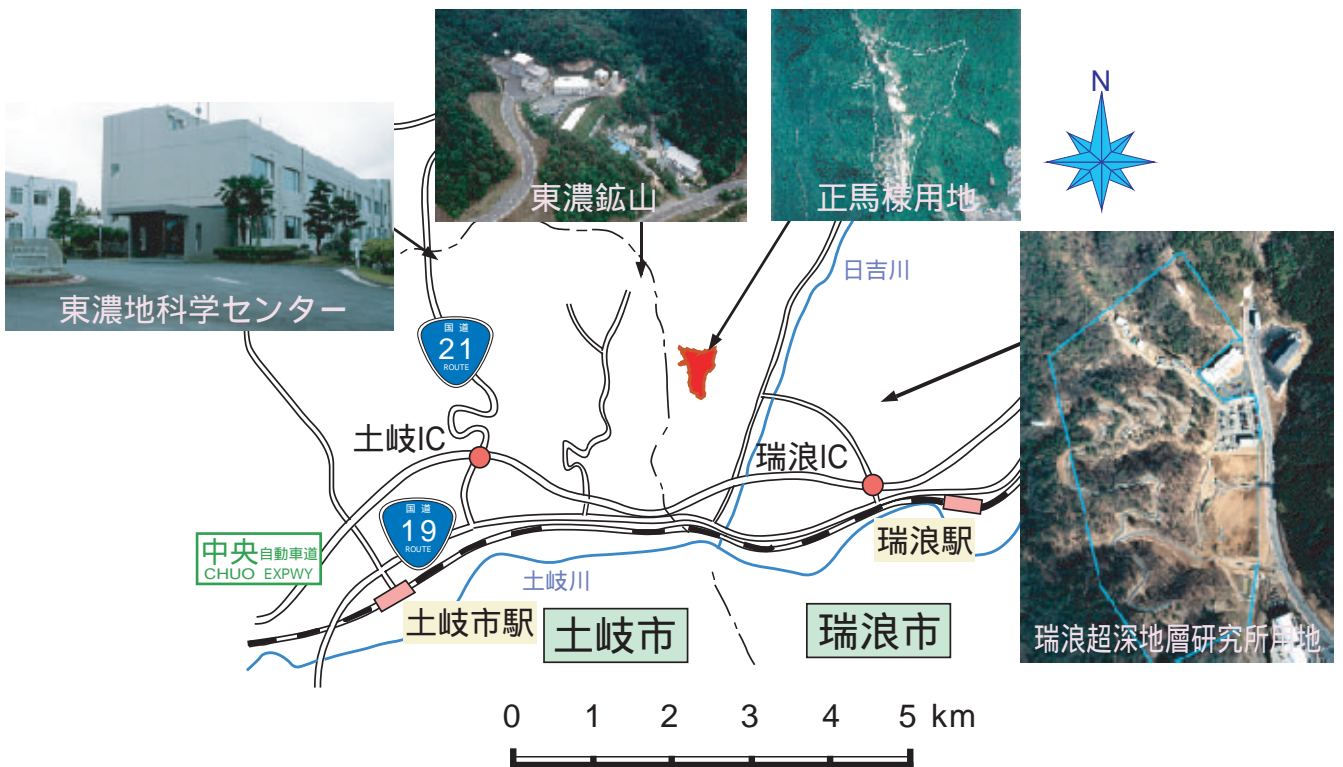 東濃鉱山
正馬様用地
N
東濃地科学センター
日吉川
国道
21
ROUTE
土岐IC
瑞浪IC
国道
19
ROUTE
中央自動車道
CHUO EXPWY
瑞浪駅
土岐川
土岐市駅
土岐市
瑞浪市
瑞浪超深地層研究所用地
0 1 2 3 4 5 km